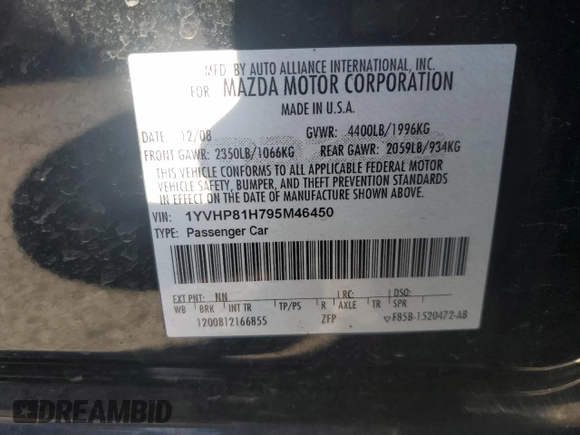 MFD. BY AUTO ALLIANCE INTERNATIONAL, INC.
FOR MAZDA MOTOR CORPORATION
MADE IN U.S.A.
DATE 12/08 GVWR: 4400LB/1996KG
FRONT GAWR: 2350LB/1066KG REAR GAWR: 2059LB/934KG
THIS VEHICLE CONFORMS TO ALL APPLICABLE FEDERAL MOTOR
VEHICLE SAFETY, BUMPER, AND THEFT PREVENTION STANDARDS
IN EFFECT ON THE DATE OF MANUFACTURE SHOWN ABOVE.
VIN: 1YVHP81H795M46450
TYPE: Passenger Car
EXT PNT: NN RC: DSO:
WB BRK INT TR TP/PS R AXLE TR SPR
1200812166855 ZFP F85B-1520472-AB
DREAMBID